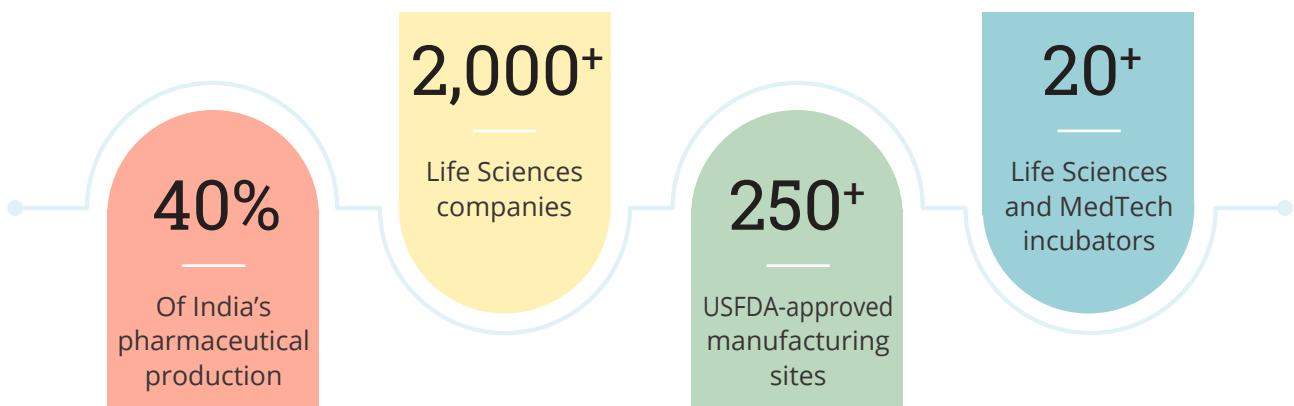 40%
Of India’s
pharmaceutical
production
2,000+
Life Sciences
companies
250+
USFDA-approved
manufacturing
sites
20+
Life Sciences
and MedTech
incubators